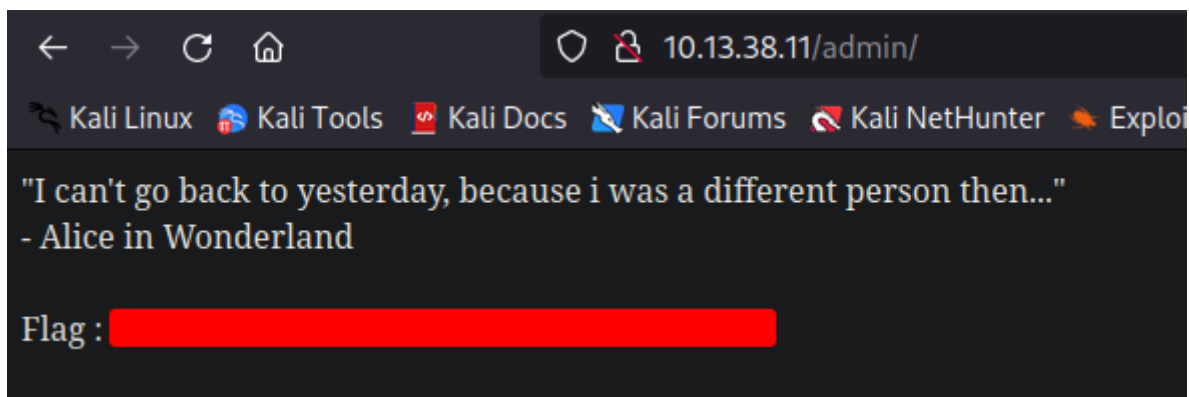 10.13.38.11/admin/
Kali Linux Kali Tools Kali Docs Kali Forums Kali NetHunter
"I can't go back to yesterday, because i was a different person then..."
- Alice in Wonderland
Flag :